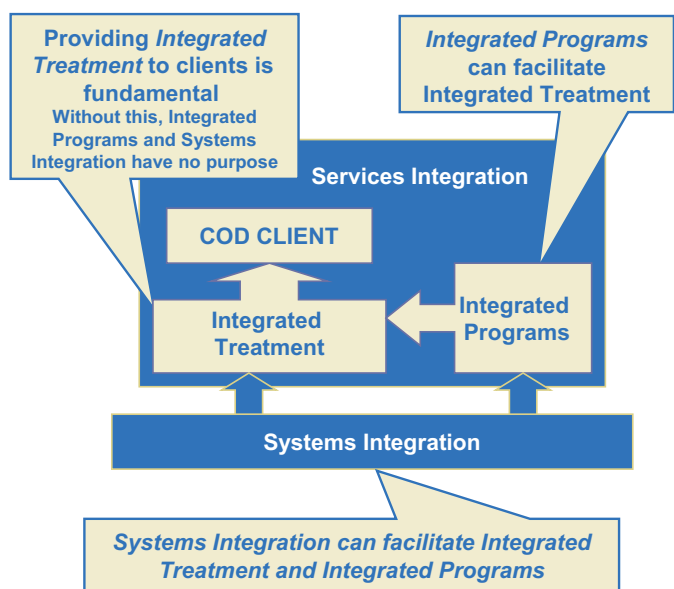 Providing Integrated
Treatment to clients is
fundamental
Without this, Integrated
Programs and Systems
Integration have no purpose
Integrated Programs
can facilitate
Integrated Treatment
Services Integration
COD CLIENT
Integrated
Treatment
Integrated
Programs
Systems Integration
Systems Integration can facilitate Integrated
Treatment and Integrated Programs